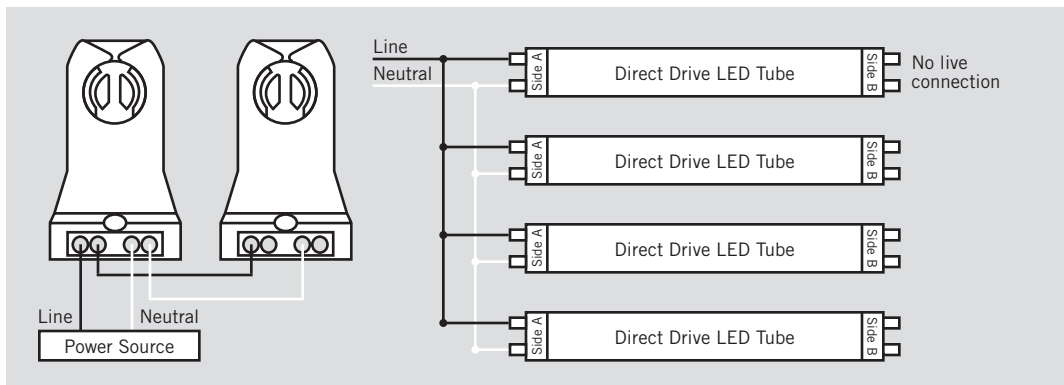 Line
Neutral
Side A
Direct Drive LED Tube
Side B
No live
connection
Side A
Direct Drive LED Tube
Side B
Side A
Direct Drive LED Tube
Side B
Side A
Direct Drive LED Tube
Side B
Line
Neutral
Power Source